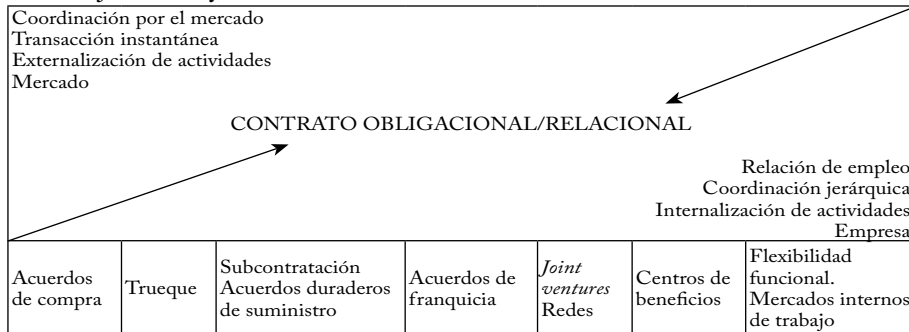 Coordinación por el mercado
Transacción instantánea
Externalización de actividades
Mercado
CONTRATO OBLIGACIONAL/RELACIONAL
Relación de empleo
Coordinación jerárquica
Internalización de actividades
Empresa
Acuerdos
de compra
Trueque
Subcontratación
Acuerdos duraderos
de suministro
Acuerdos de
franquicia
Joint
ventures
Redes
Centros de
beneficios
Flexibilidad
funcional.
Mercados internos
de trabajo